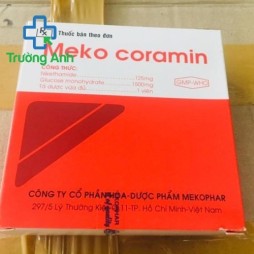 Rx
Trường Anh
Thuốc bán theo đơn
Meko coramin
CÔNG THỨC:
Nikethamide 125mg
Glucose monohydrate 1500mg
Tá dược vừa đủ 1 viên
GMP-WHO
CÔNG TY CỔ PHẦN HÓA-DƯỢC PHẨM MEKOPHAR
297/5 Lý Thường Kiệt-Q.11-TP. Hồ Chí Minh-Việt Nam